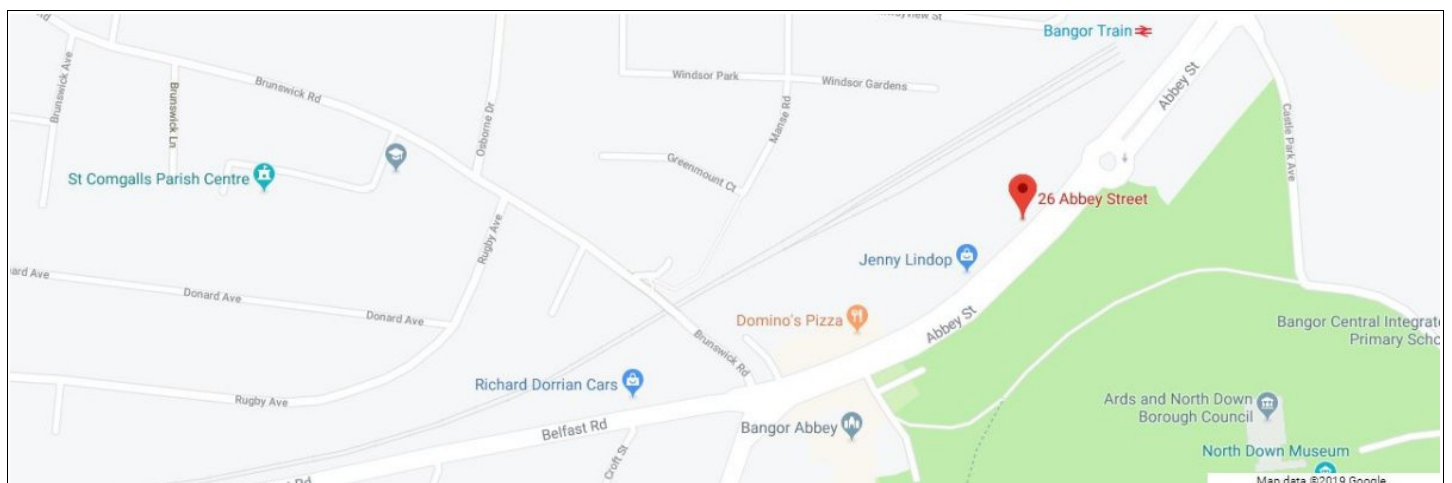 Bangor Train
Brunswick Rd
Windsor Park
Windsor Gardens
Abbey St
Brunswick Ave
Brunswick Ln
Osborne Dr
Manse Rd
Castle Park Ave
St Comgalls Parish Centre
Greenmount Ct
26 Abbey Street
Rugby Ave
Jenny Lindop
Donard Ave
Donard Ave
Domino's Pizza
Abbey St
Bangor Central Integrate
Primary Scho
Brunswick Rd
Richard Dorrian Cars
Rugby Ave
Belfast Rd
Bangor Abbey
Ards and North Down
Borough Council
Croft St
North Down Museum
Map data ©2019 Google